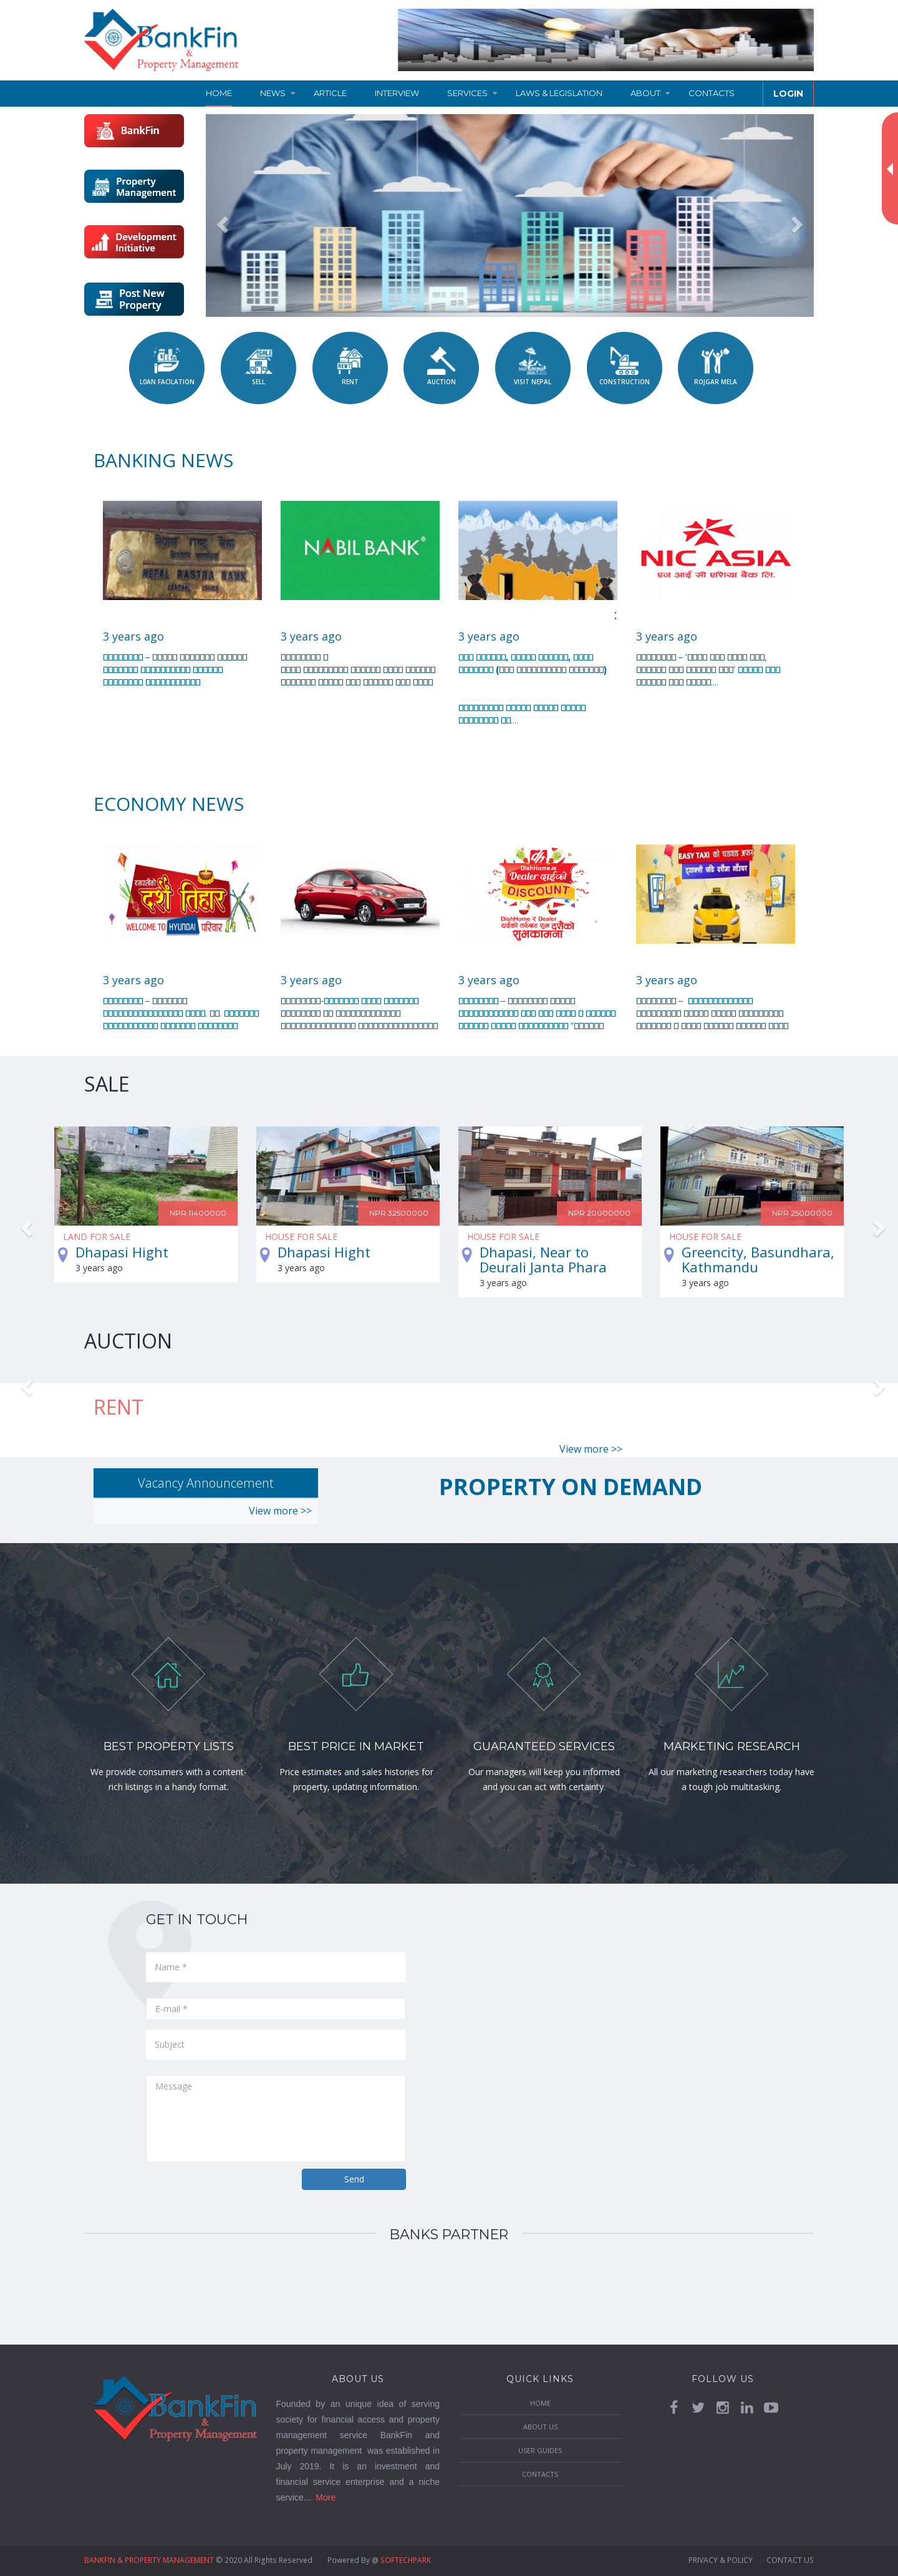 BankFin
&
Property Management
HOME
NEWS
ARTICLE
INTERVIEW
SERVICES
LAWS & LEGISLATION
ABOUT
CONTACTS
LOGIN
BankFin
Property
Management
Development
Initiative
Post New
Property
LOAN FACILATION
SELL
RENT
AUCTION
VISIT NEPAL
CONSTRUCTION
ROJGAR MELA
BANKING NEWS
नेपाल राष्ट्र बैंक
NEPAL RASTRA BANK
NABIL BANK®
NIC ASIA
एन आई सी एशिया बैंक लि.
:
3 years ago
3 years ago
3 years ago
3 years ago
ECONOMY NEWS
दशैं तिहार
WELCOME TO HYUNDAI परिवार
DishHome
Dealer
DISCOUNT
DishHome र Dealer
शुभकामना
EASY TAXI
3 years ago
3 years ago
3 years ago
3 years ago
SALE
NPR 11400000
LAND FOR SALE
Dhapasi Hight
3 years ago
NPR 32500000
HOUSE FOR SALE
Dhapasi Hight
3 years ago
NPR 20000000
HOUSE FOR SALE
Dhapasi, Near to
Deurali Janta Phara
3 years ago
NPR 25000000
HOUSE FOR SALE
Greencity, Basundhara,
Kathmandu
3 years ago
AUCTION
RENT
View more >>
Vacancy Announcement
View more >>
PROPERTY ON DEMAND
BEST PROPERTY LISTS
We provide consumers with a content-
rich listings in a handy format.
BEST PRICE IN MARKET
Price estimates and sales histories for
property, updating information.
GUARANTEED SERVICES
Our managers will keep you informed
and you can act with certainty.
MARKETING RESEARCH
All our marketing researchers today have
a tough job multitasking.
GET IN TOUCH
Name *
E-mail *
Subject
Message
Send
BANKS PARTNER
BankFin
&
Property Management
ABOUT US
Founded by an unique idea of serving
society for financial access and property
management service BankFin and
property management was established in
July 2019. It is an investment and
financial service enterprise and a niche
service.... More
QUICK LINKS
HOME
ABOUT US
USER GUIDES
CONTACTS
FOLLOW US
BANKFIN & PROPERTY MANAGEMENT © 2020 All Rights Reserved
Powered By @ SOFTECHPARK
PRIVACY & POLICY
CONTACT US